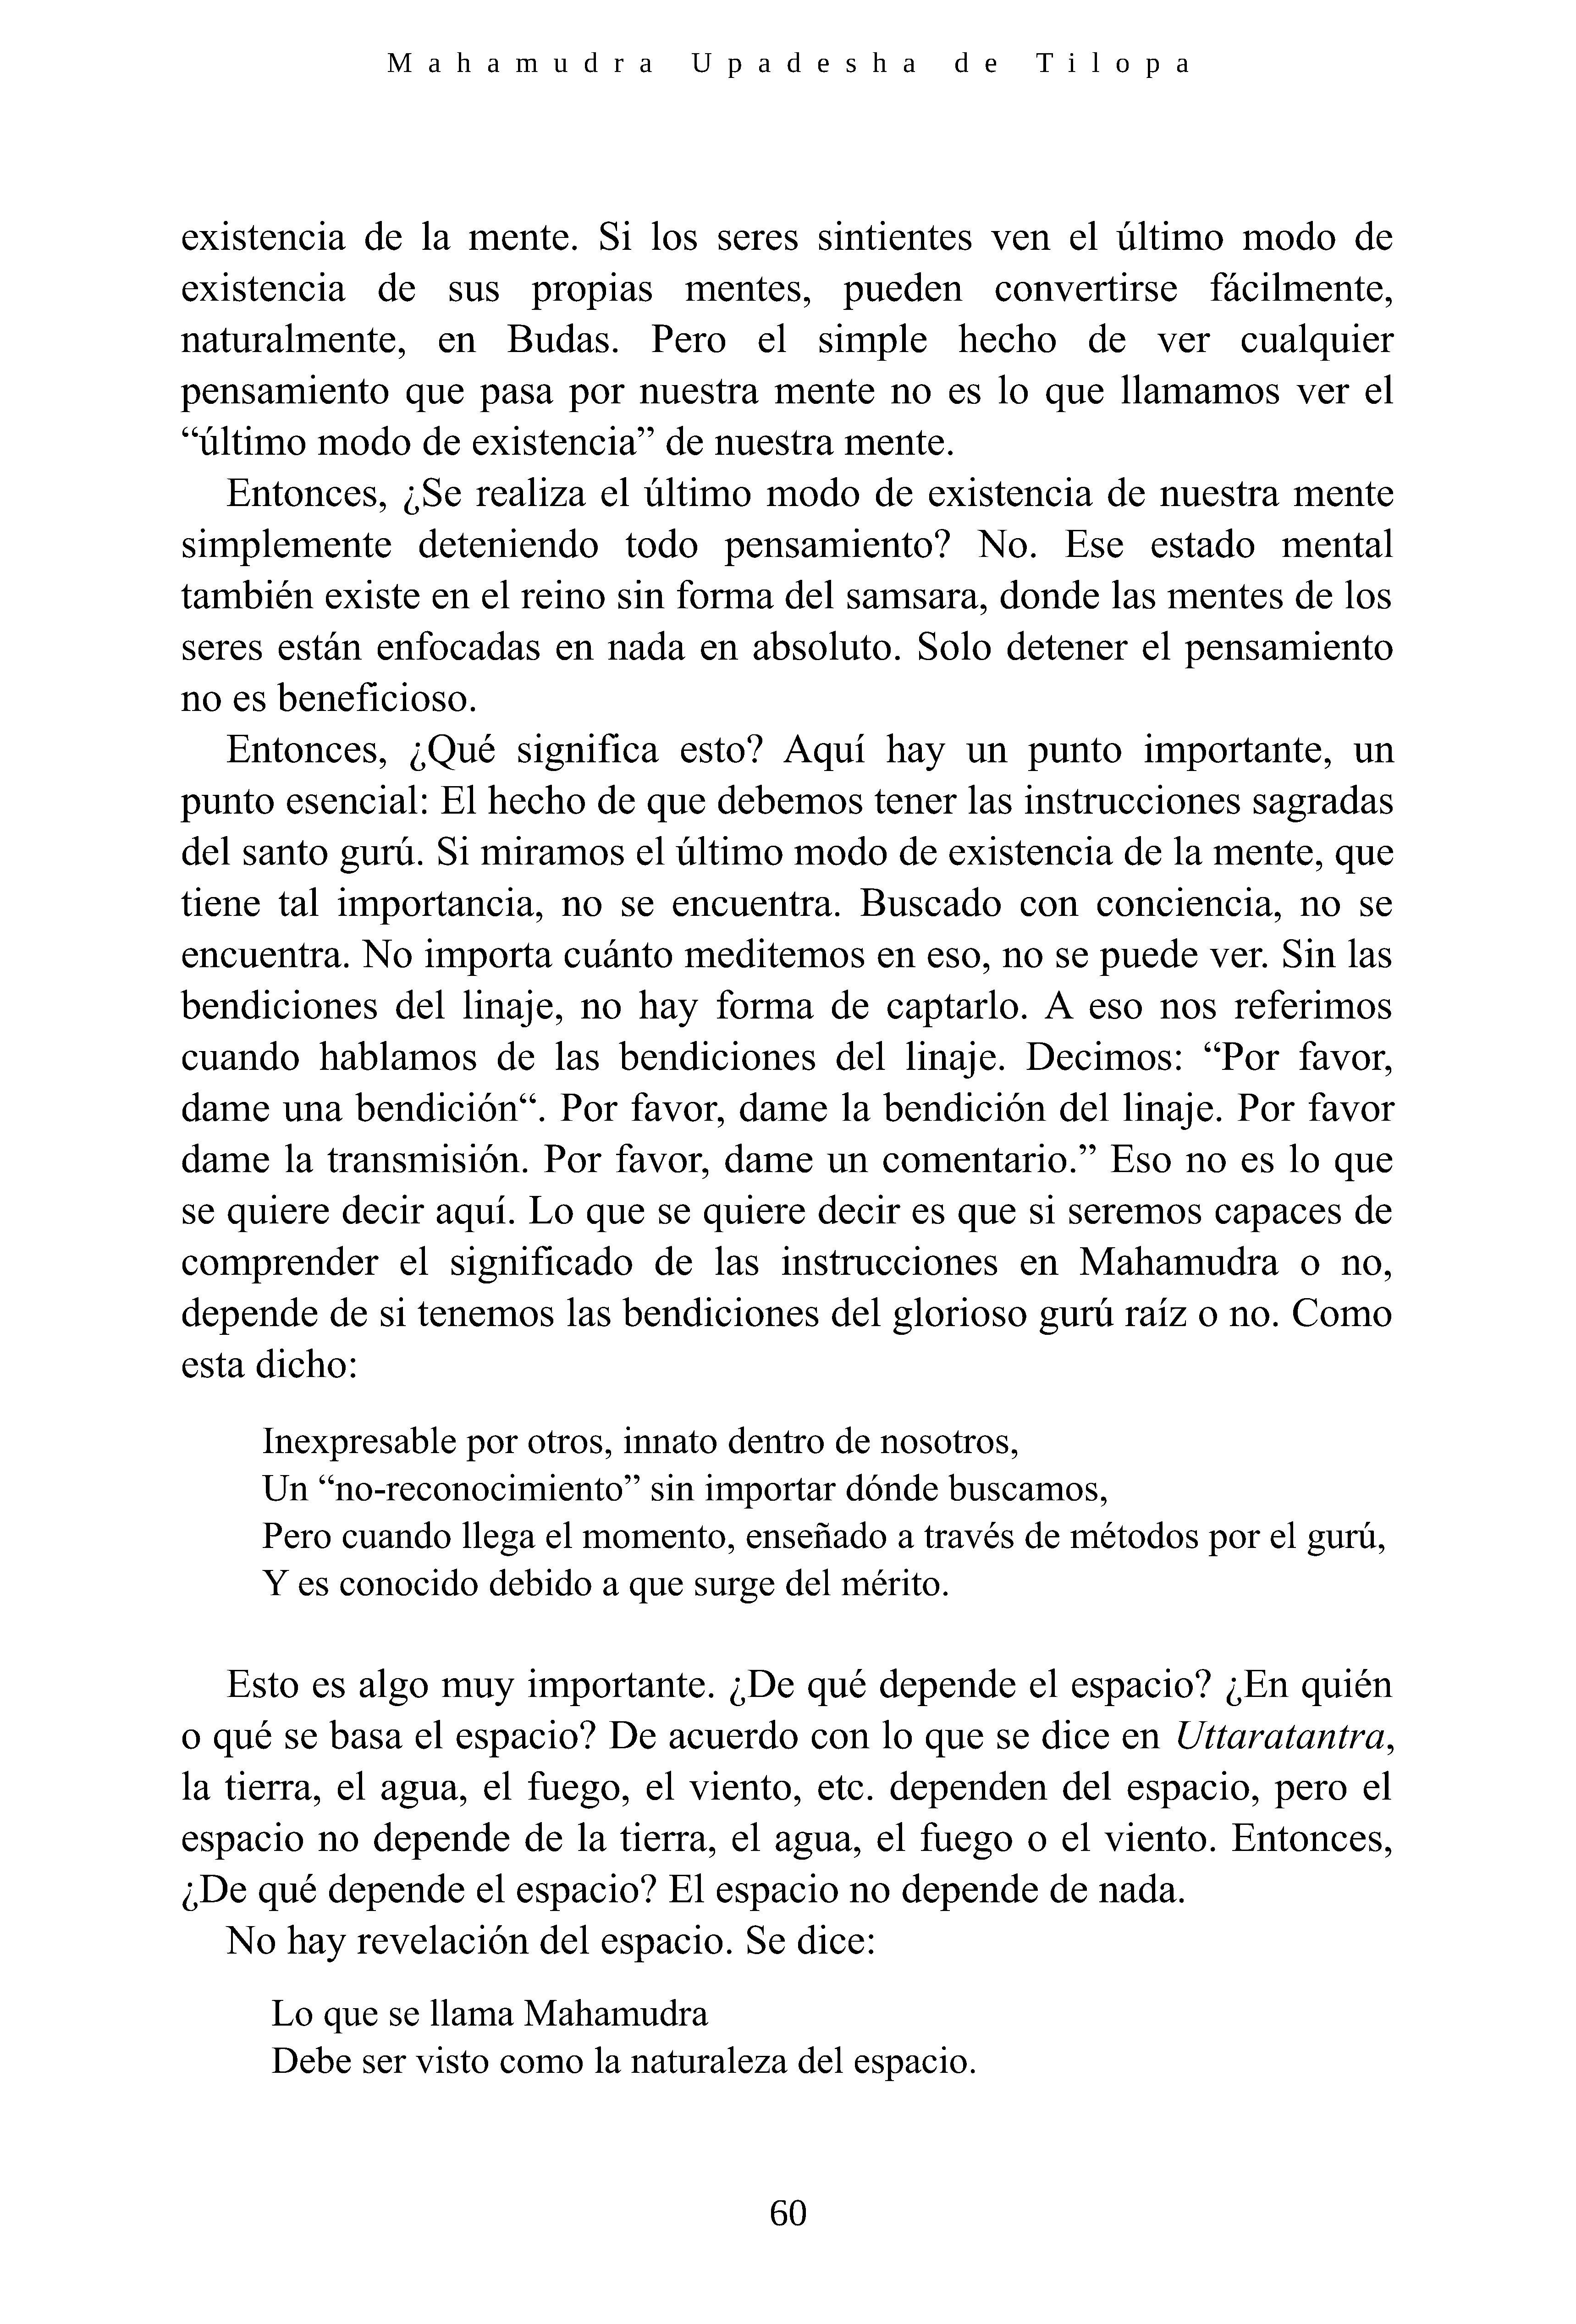 Mahamudra Upadesha de Tilopa
existencia de la mente. Si los seres sintientes ven el último modo de
existencia de sus propias mentes, pueden convertirse fácilmente,
naturalmente, en Budas. Pero el simple hecho de ver cualquier
pensamiento que pasa por nuestra mente no es lo que llamamos ver el
“último modo de existencia” de nuestra mente.
Entonces, ¿Se realiza el último modo de existencia de nuestra mente
simplemente deteniendo todo pensamiento? No. Ese estado mental
también existe en el reino sin forma del samsara, donde las mentes de los
seres están enfocadas en nada en absoluto. Solo detener el pensamiento
no es beneficioso.
Entonces, ¿Qué significa esto? Aquí hay un punto importante, un
punto esencial: El hecho de que debemos tener las instrucciones sagradas
del santo gurú. Si miramos el último modo de existencia de la mente, que
tiene tal importancia, no se encuentra. Buscado con conciencia, no se
encuentra. No importa cuánto meditemos en eso, no se puede ver. Sin las
bendiciones del linaje, no hay forma de captarlo. A eso nos referimos
cuando hablamos de las bendiciones del linaje. Decimos: “Por favor,
dame una bendición“. Por favor, dame la bendición del linaje. Por favor
dame la transmisión. Por favor, dame un comentario.” Eso no es lo que
se quiere decir aquí. Lo que se quiere decir es que si seremos capaces de
comprender el significado de las instrucciones en Mahamudra o no,
depende de si tenemos las bendiciones del glorioso gurú raíz o no. Como
esta dicho:
Inexpresable por otros, innato dentro de nosotros,
Un “no-reconocimiento” sin importar dónde buscamos,
Pero cuando llega el momento, enseñado a través de métodos por el gurú,
Y es conocido debido a que surge del mérito.
Esto es algo muy importante. ¿De qué depende el espacio? ¿En quién
o qué se basa el espacio? De acuerdo con lo que se dice en Uttaratantra,
la tierra, el agua, el fuego, el viento, etc. dependen del espacio, pero el
espacio no depende de la tierra, el agua, el fuego o el viento. Entonces,
¿De qué depende el espacio? El espacio no depende de nada.
No hay revelación del espacio. Se dice:
Lo que se llama Mahamudra
Debe ser visto como la naturaleza del espacio.
60